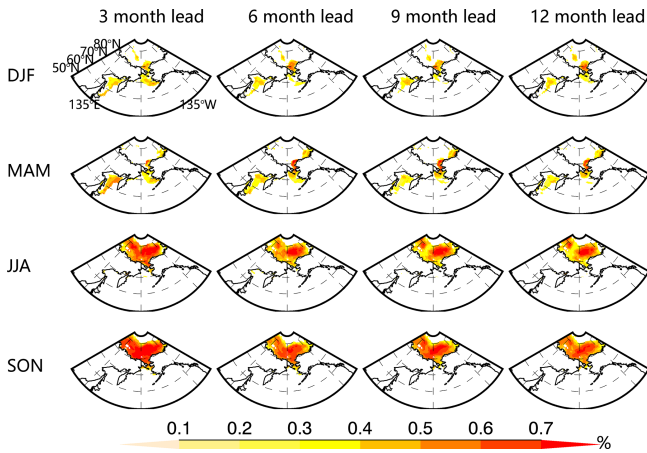 3 month lead 6 month lead 9 month lead 12 month lead
80°N
70°N
60°N
50°N
DJF
135°E 135°W
MAM
JJA
SON
0.1 0.2 0.3 0.4 0.5 0.6 0.7
%